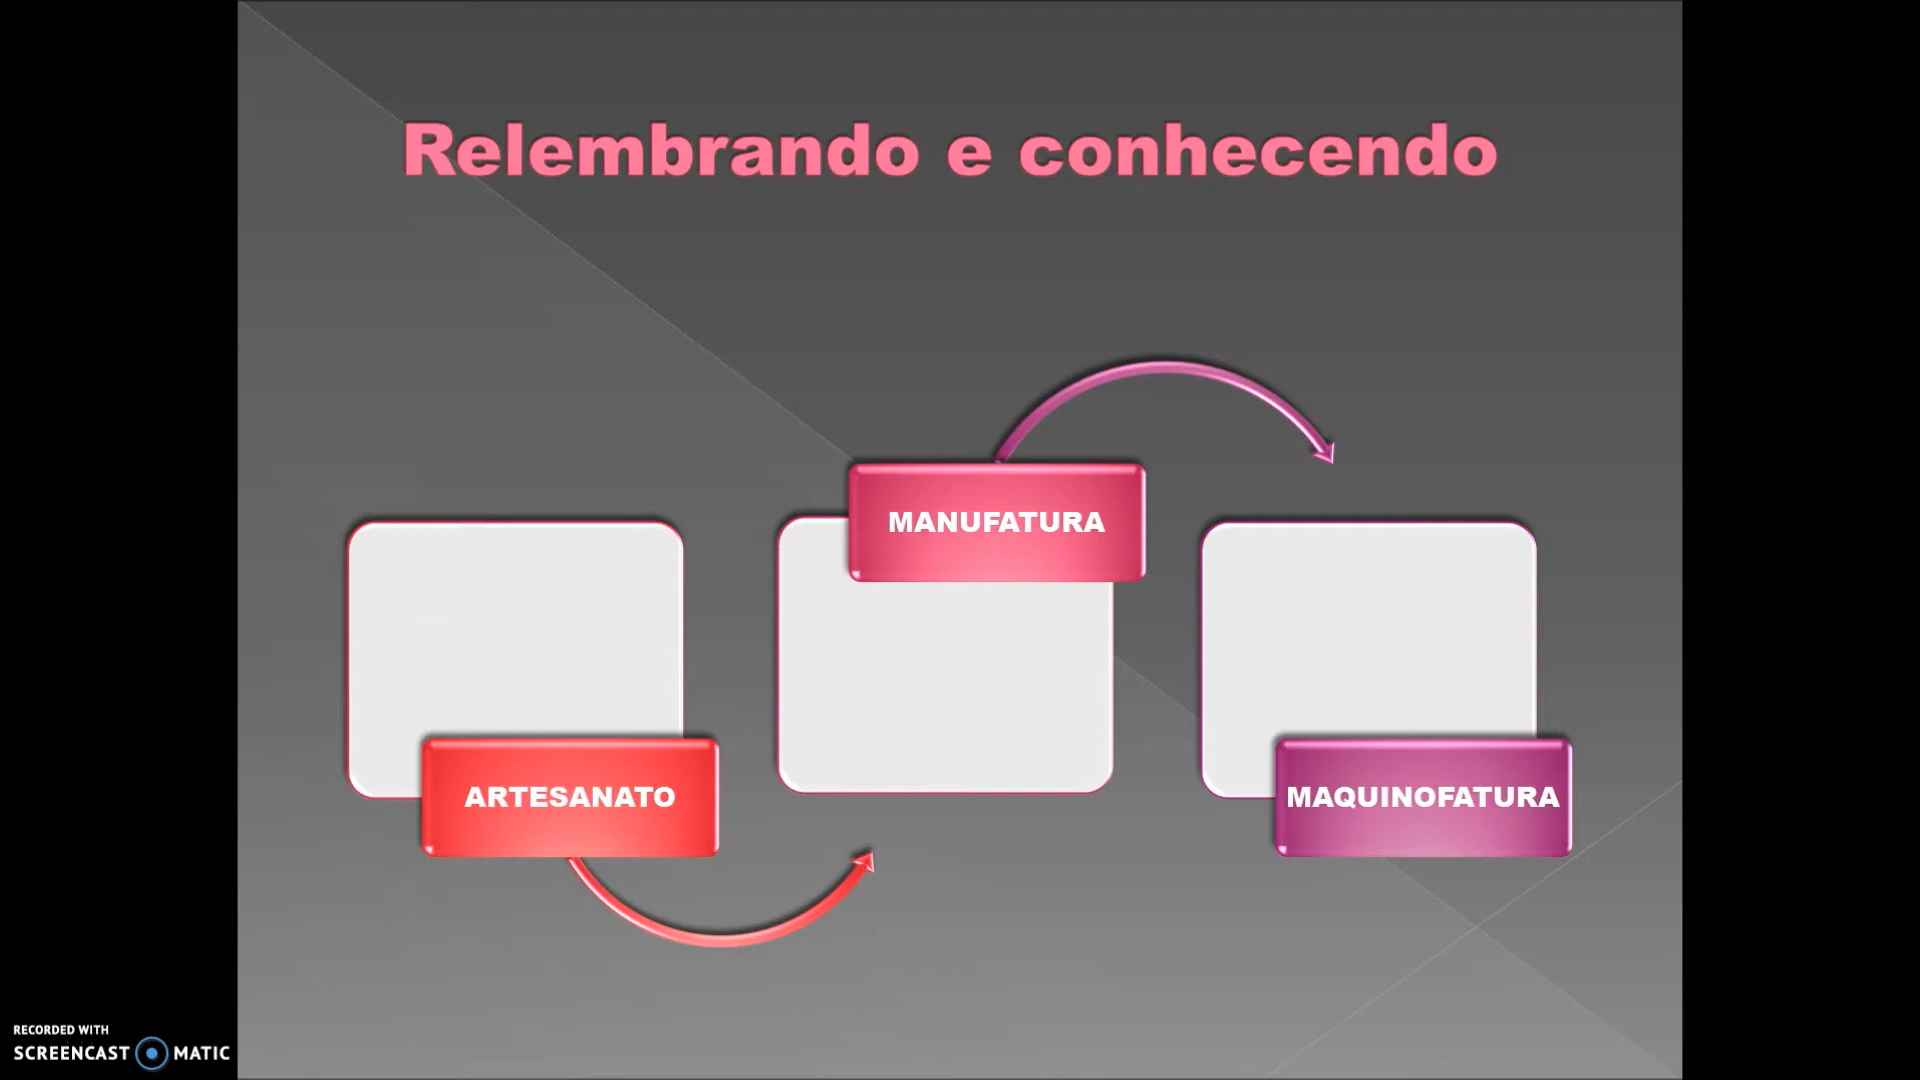 Relembrando e conhecendo
MANUFATURA
ARTESANATO
MAQUINOFATURA
RECORDED WITH
SCREENCAST MATIC